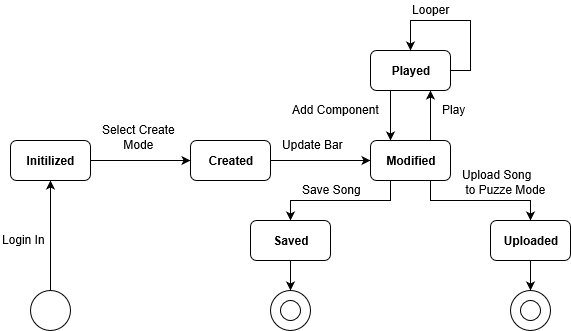 Looper
Played
Add Component
Play
Select Create
Mode
Initilized
Created
Update Bar
Modified
Save Song
Upload Song
to Puzze Mode
Login In
Saved
Uploaded